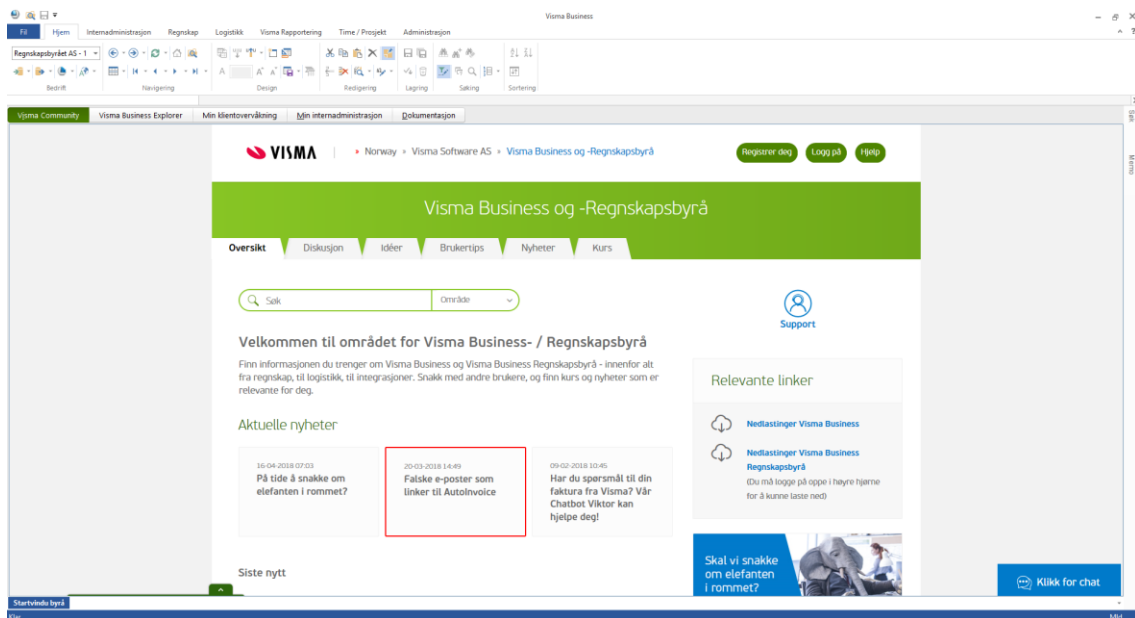 Visma Business
Fil Hjem Internadministrasjon Regnskap Logistikk Visma Rapportering Time / Prosjekt Administrasjon
Regnskapsbyrået AS - 1
Bedrift Navigering Design Redigering Lagring Søking Sortering
Visma Community Visma Business Explorer Min klientovervåkning Min internadministrasjon Dokumentasjon
Søk
Memo
VISMA Norway Visma Software AS Visma Business og -Regnskapsbyrå Registrer deg Logg på Hjelp
Visma Business og -Regnskapsbyrå
Oversikt Diskusjon Idéer Brukertips Nyheter Kurs
Søk Område
Support
Velkommen til området for Visma Business- / Regnskapsbyrå
Finn informasjonen du trenger om Visma Business og Visma Business Regnskapsbyrå - innenfor alt
fra regnskap, til logistikk, til integrasjoner. Snakk med andre brukere, og finn kurs og nyheter som er
relevante for deg.
Relevante linker
Nedlastinger Visma Business
Nedlastinger Visma Business
Regnskapsbyrå
(Du må logge på oppe i høyre hjørne
for å kunne laste ned)
Aktuelle nyheter
16-04-2018 07:03
På tide å snakke om
elefanten i rommet?
20-03-2018 14:49
Falske e-poster som
linker til AutoInvoice
09-02-2018 10:45
Har du spørsmål til din
faktura fra Visma? Vår
Chatbot Viktor kan
hjelpe deg!
Skal vi snakke
om elefanten
i rommet?
Siste nytt
Klikk for chat
Startvindu byrå